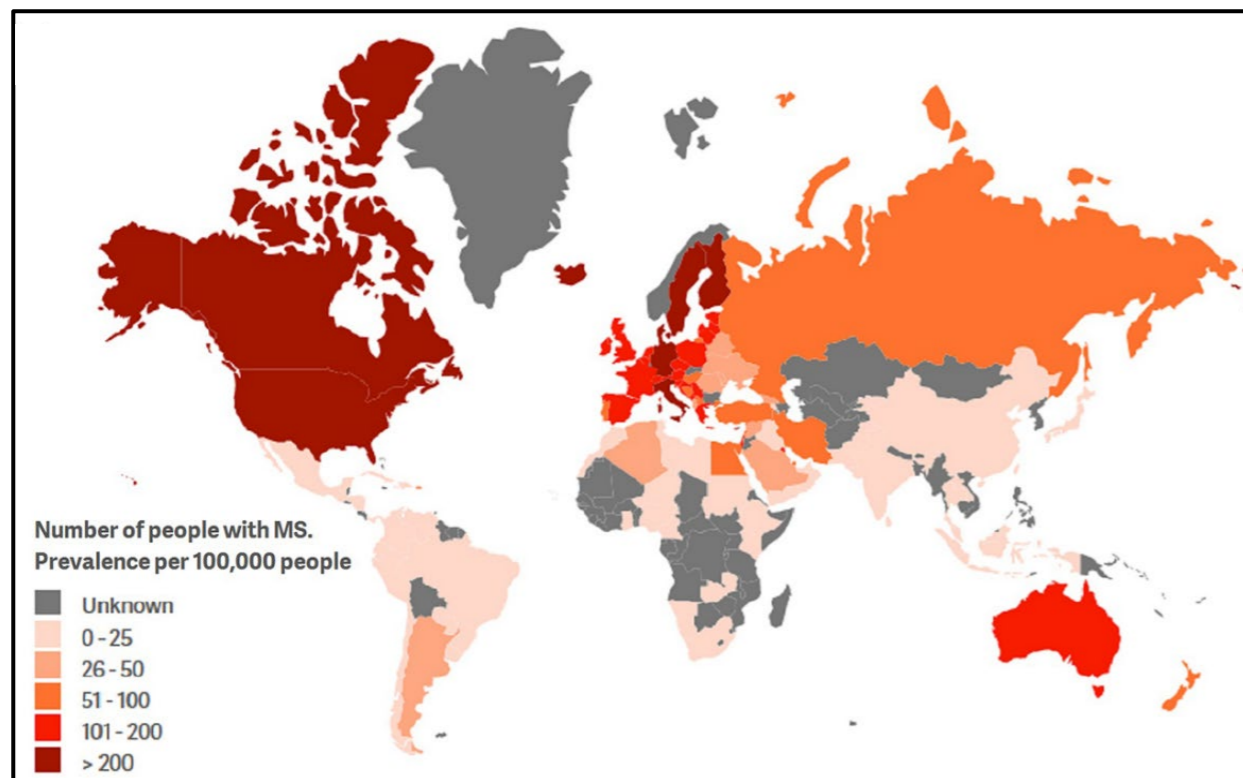 Number of people with MS.
Prevalence per 100,000 people
Unknown
0 - 25
26 - 50
51 - 100
101 - 200
> 200